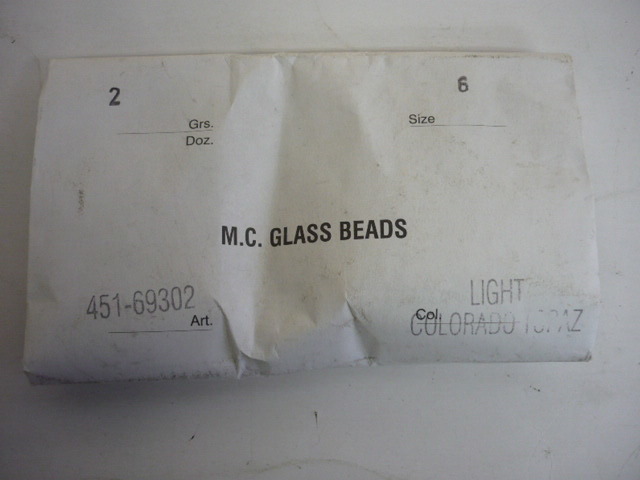 2 Grs.
Doz.
6
Size
M.C. GLASS BEADS
451-69302
Art.
LIGHT
Col.
COLORADO TOPAZ